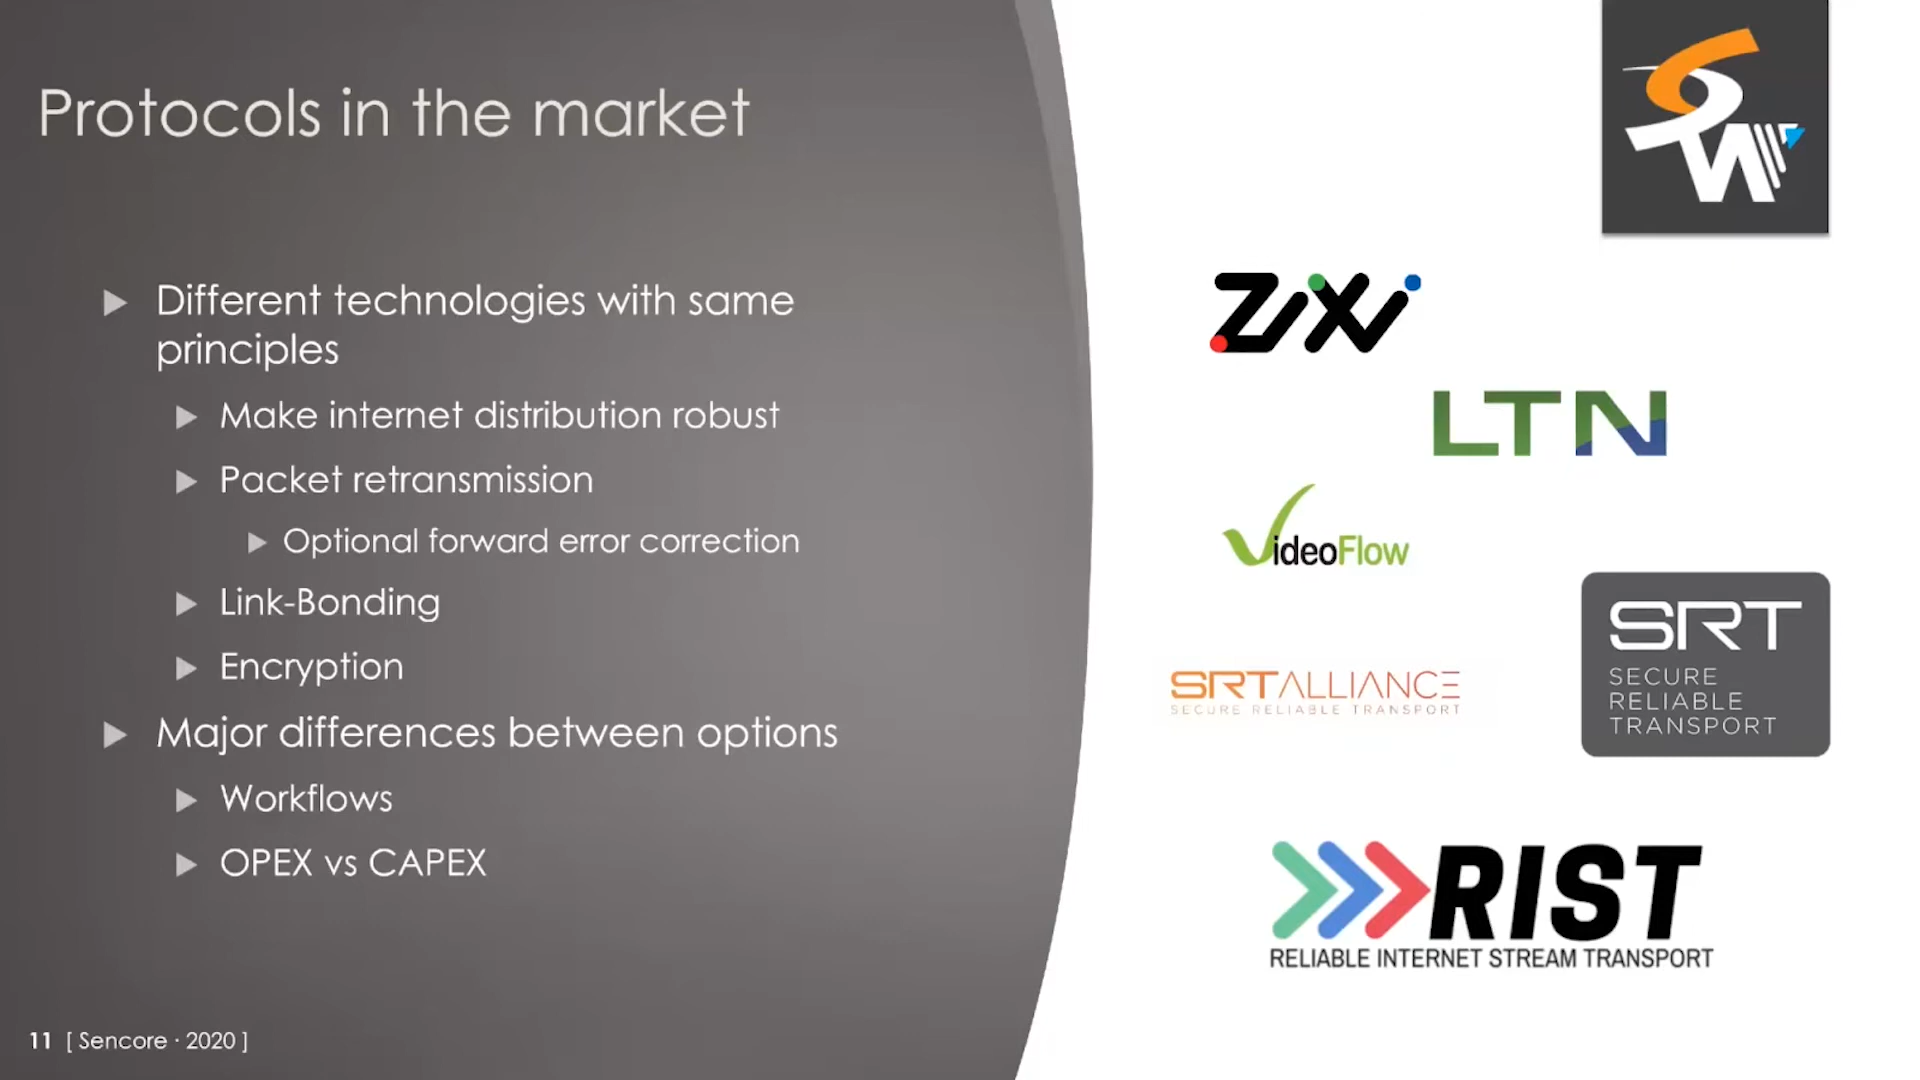 Protocols in the market
Different technologies with same
principles
Make internet distribution robust
Packet retransmission
Optional forward error correction
Link-Bonding
Encryption
Major differences between options
Workflows
OPEX vs CAPEX
11 [ Sencore · 2020 ]
ZiXi
LTN
VideoFlow
SRT
SECURE
RELIABLE
TRANSPORT
SRTALLIANCE
SECURE RELIABLE TRANSPORT
RIST
RELIABLE INTERNET STREAM TRANSPORT